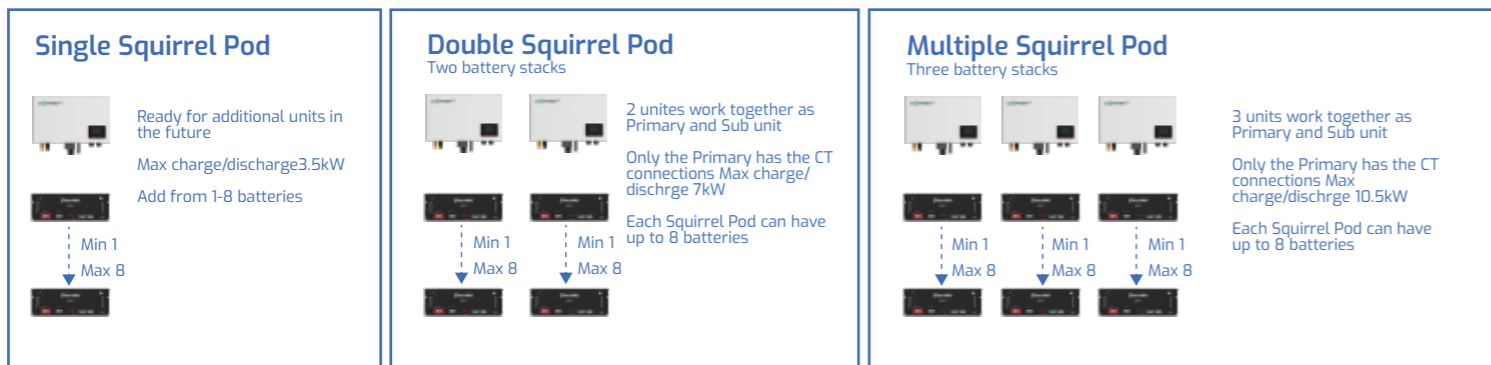 Single Squirrel Pod
Ready for additional units in
the future
Max charge/discharge3.5kW
Add from 1-8 batteries
Min 1
Max 8
Double Squirrel Pod
Two battery stacks
2 unites work together as
Primary and Sub unit
Only the Primary has the CT
connections Max charge/
dischrge 7kW
Each Squirrel Pod can have
up to 8 batteries
Min 1
Max 8
Min 1
Max 8
Multiple Squirrel Pod
Three battery stacks
3 units work together as
Primary and Sub unit
Only the Primary has the CT
connections Max
charge/dischrge 10.5kW
Each Squirrel Pod can have
up to 8 batteries
Min 1
Max 8
Min 1
Max 8
Min 1
Max 8